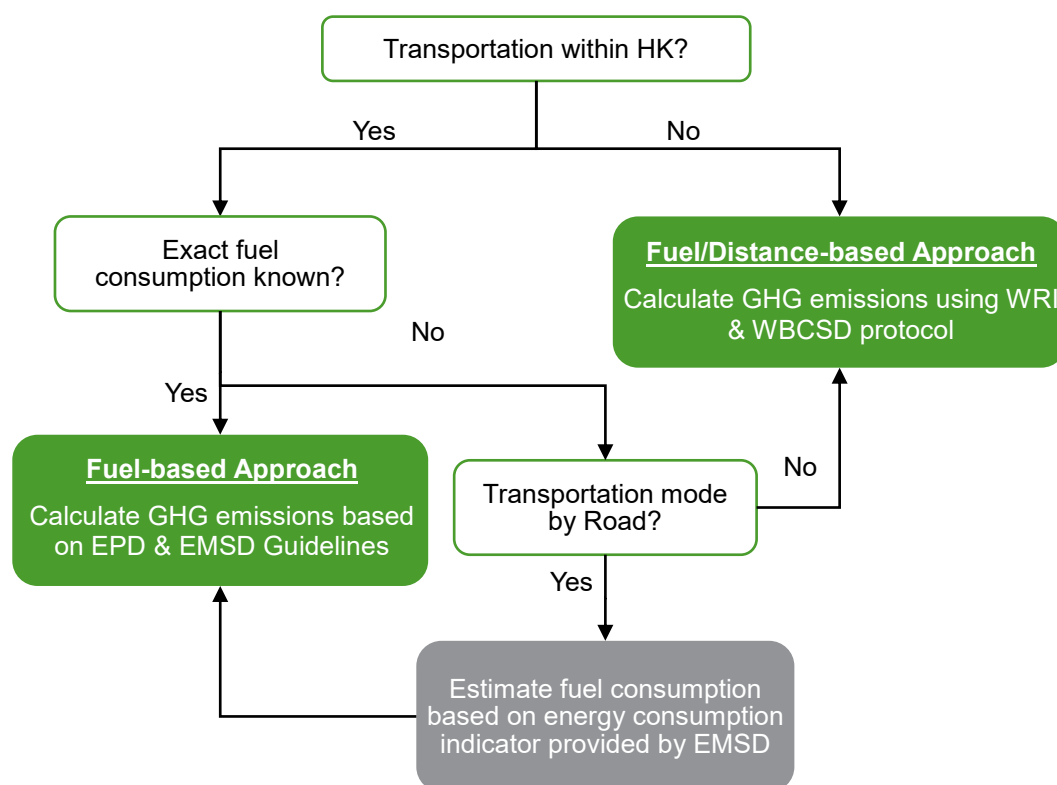 Transportation within HK?
Yes
No
Exact fuel
consumption known?
Fuel/Distance-based Approach
Calculate GHG emissions using WRI
& WBCSD protocol
No
Yes
Fuel-based Approach
Calculate GHG emissions based
on EPD & EMSD Guidelines
Transportation mode
by Road?
No
Yes
Estimate fuel consumption
based on energy consumption
indicator provided by EMSD